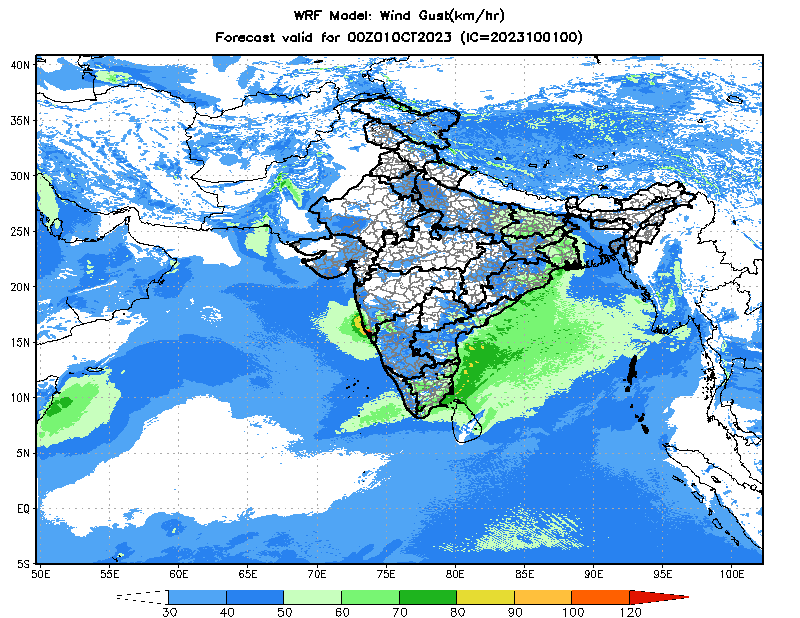 WRF Model: Wind Gust(km/hr)
Forecast valid for 00Z01OCT2023 (IC=2023100100)
40N
35N
30N
25N
20N
15N
10N
5N
EQ
5S
50E 55E 60E 65E 70E 75E 80E 85E 90E 95E 100E
30 40 50 60 70 80 90 100 120